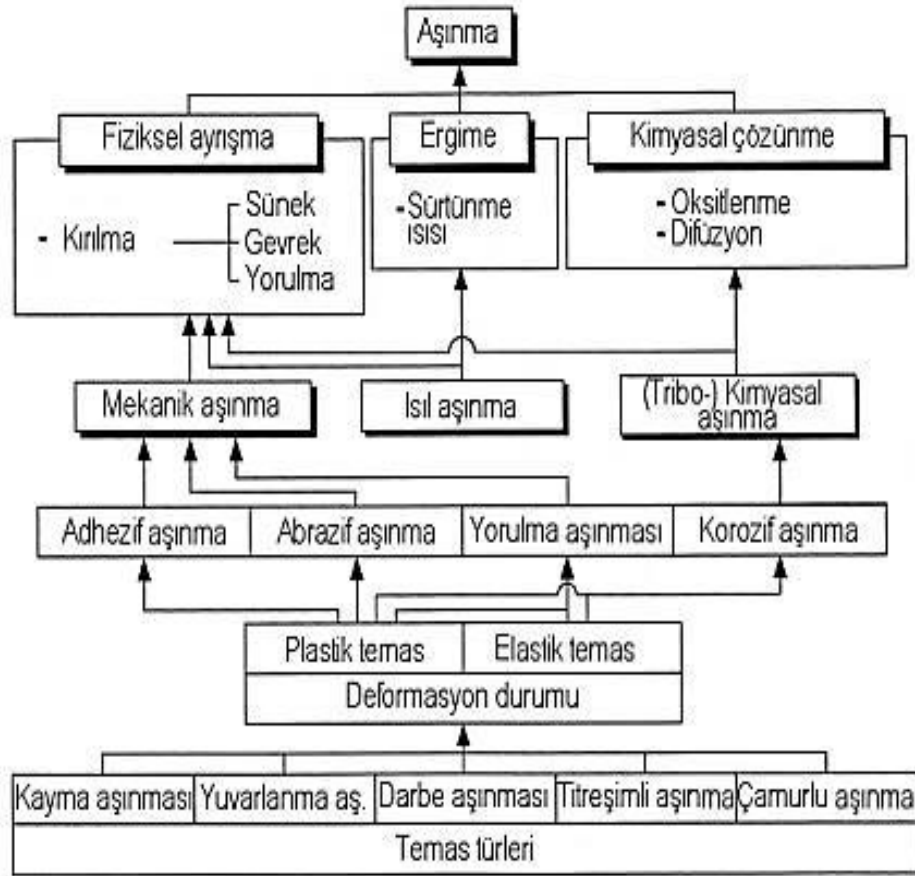 Aşınma
Fiziksel ayrışma
Ergime
Kimyasal çözünme
- Kırılma
Sünek
Gevrek
Yorulma
- Sürtünme
ısısı
- Oksitlenme
- Difüzyon
Mekanik aşınma
Isıl aşınma
(Tribo-) Kimyasal
aşınma
Adhezif aşınma
Abrazif aşınma
Yorulma aşınması
Korozif aşınma
Plastik temas
Elastik temas
Deformasyon durumu
Kayma aşınması
Yuvarlanma aş.
Darbe aşınması
Titreşimli aşınma
Çamurlu aşınma
Temas türleri